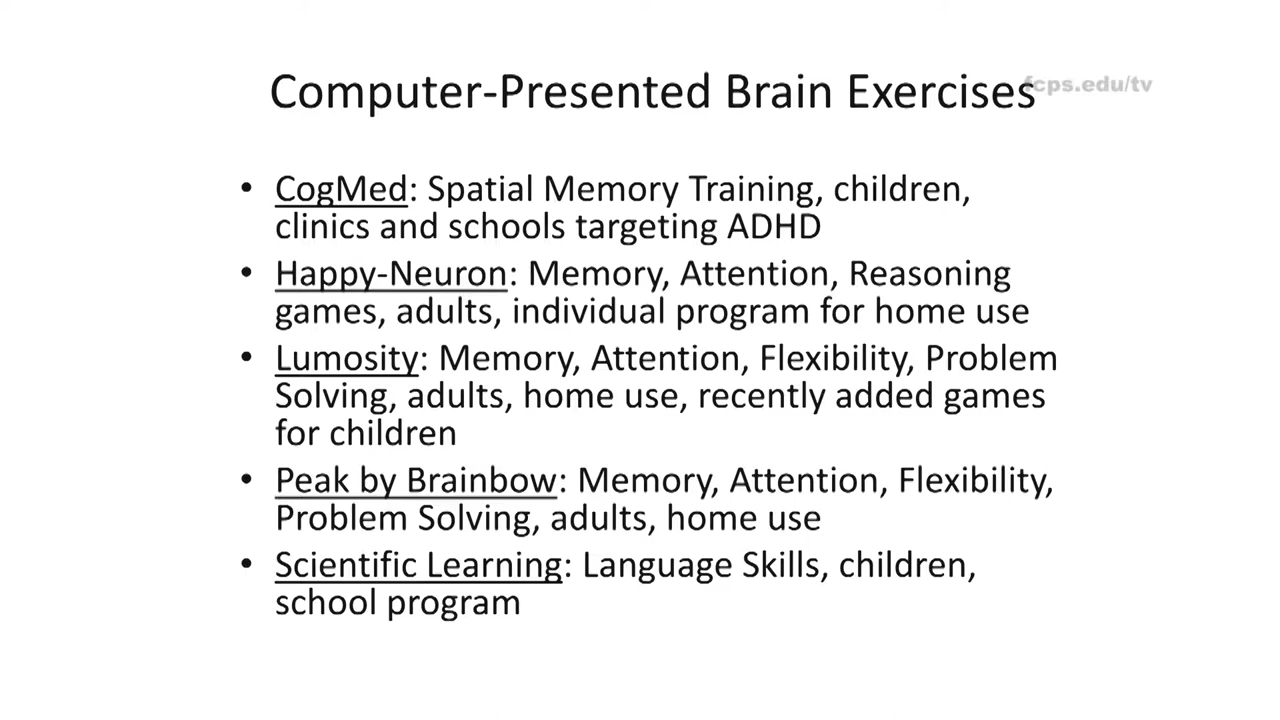 Computer-Presented Brain Exercises
fcps.edu/tv
• CogMed: Spatial Memory Training, children,
clinics and schools targeting ADHD
• Happy-Neuron: Memory, Attention, Reasoning
games, adults, individual program for home use
• Lumosity: Memory, Attention, Flexibility, Problem
Solving, adults, home use, recently added games
for children
• Peak by Brainbow: Memory, Attention, Flexibility,
Problem Solving, adults, home use
• Scientific Learning: Language Skills, children,
school program